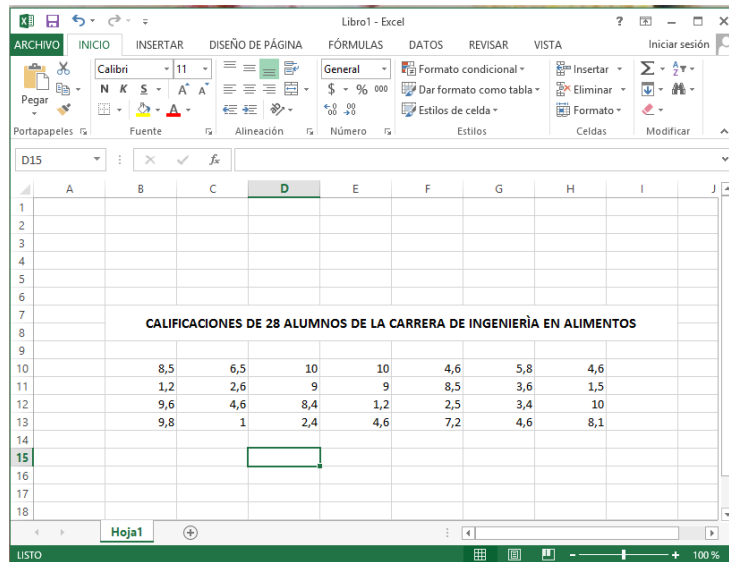 Libro1 - Excel
ARCHIVO INICIO INSERTAR DISEÑO DE PÁGINA FÓRMULAS DATOS REVISAR VISTA Iniciar sesión
Calibri 11 General Formato condicional Insertar
N K S A A A $ % 000 Dar formato como tabla Eliminar
Pegar Estilos de celda Formato
Portapapeles Fuente Alineación Número Estilos Celdas Modificar
D15 fx
A B C D E F G H I J
1
2
3
4
5
6
7
CALIFICACIONES DE 28 ALUMNOS DE LA CARRERA DE INGENIERÌA EN ALIMENTOS
8
9
10 8,5 6,5 10 10 4,6 5,8 4,6
11 1,2 2,6 9 9 8,5 3,6 1,5
12 9,6 4,6 8,4 1,2 2,5 3,4 10
13 9,8 1 2,4 4,6 7,2 4,6 8,1
14
15
16
17
18
Hoja1
LISTO 100 %